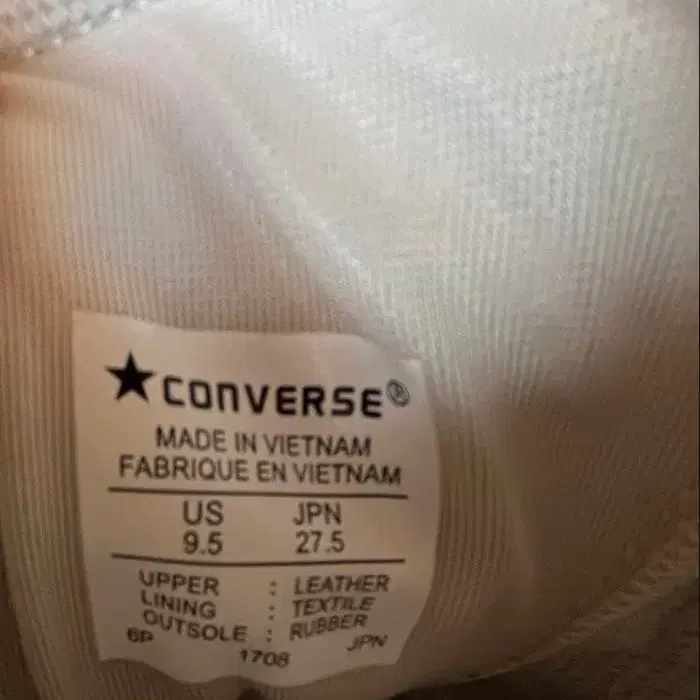 ★CONVERSE®
MADE IN VIETNAM
FABRIQUE EN VIETNAM
US JPN
9.5 27.5
UPPER : LEATHER
LINING : TEXTILE
OUTSOLE : RUBBER
6P 1708 JPN